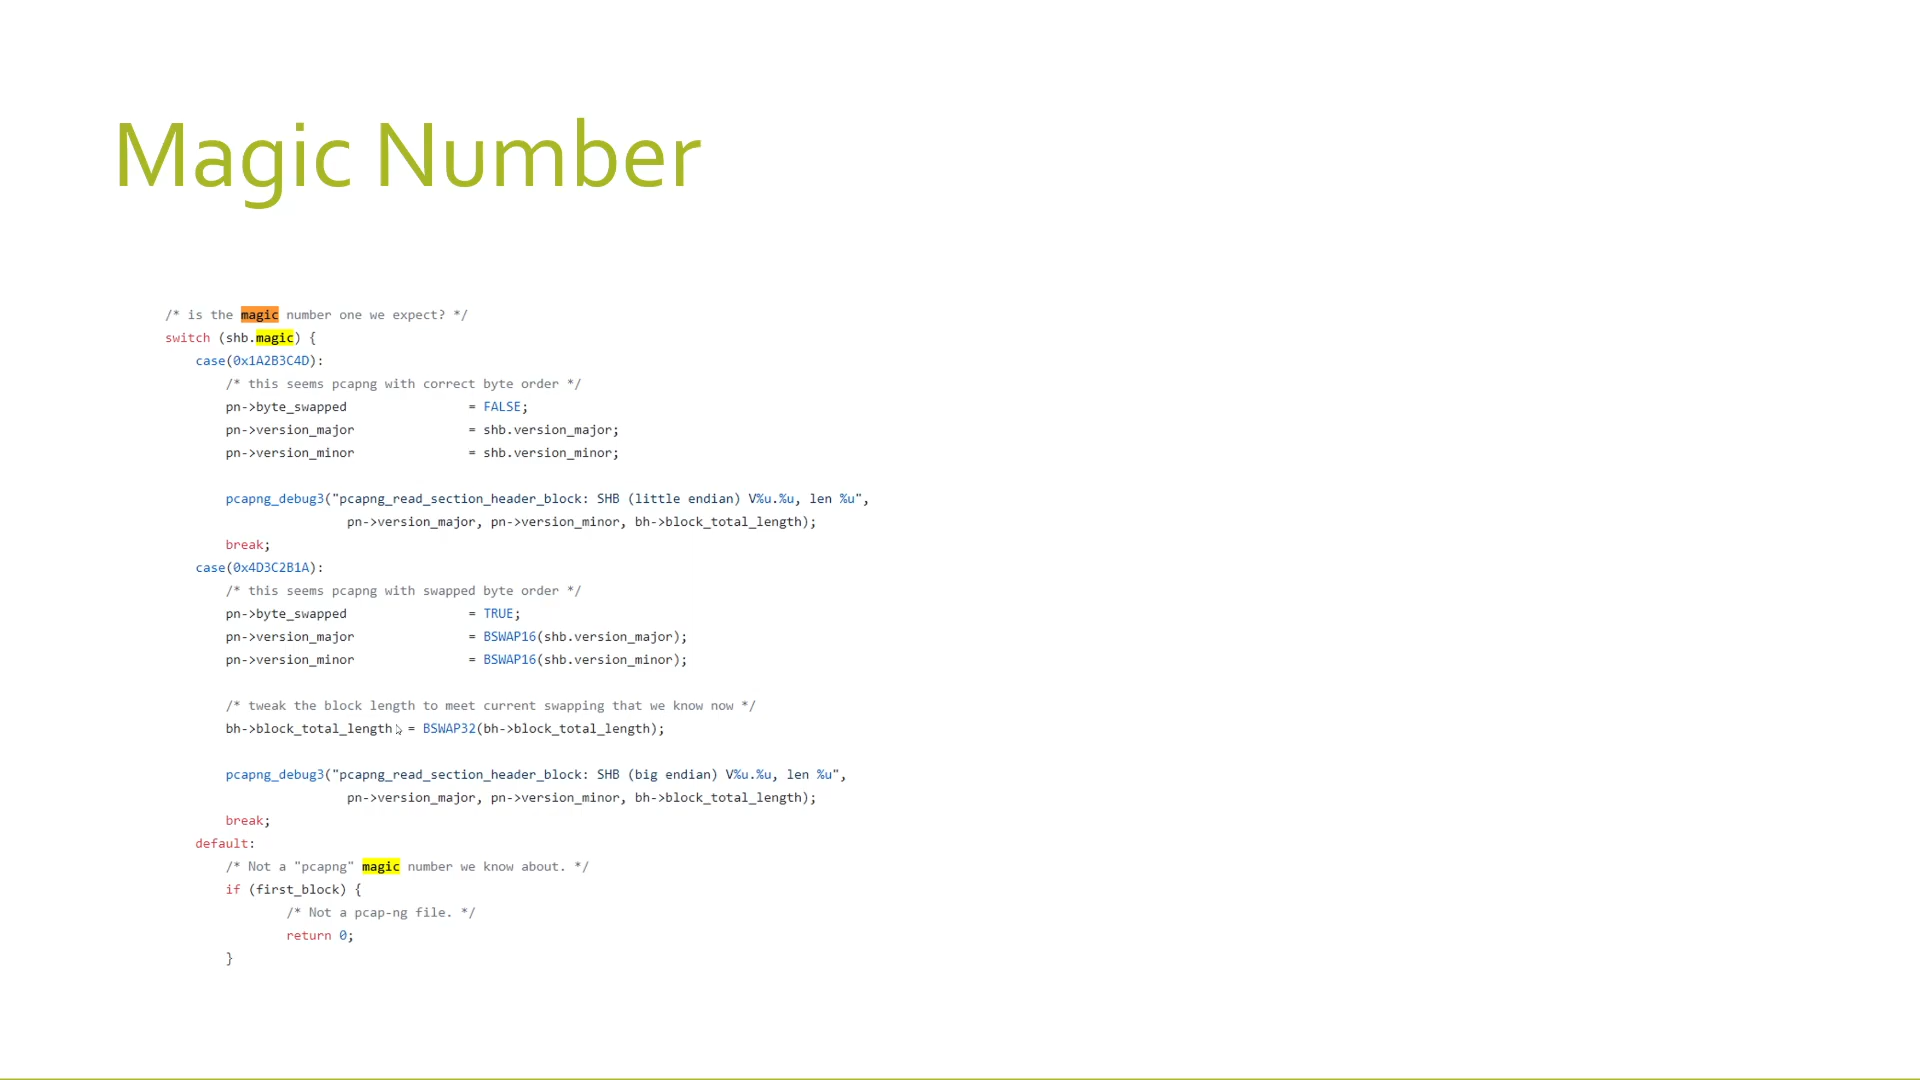 Magic Number
/* is the magic number one we expect? */
switch (shb.magic) {
case(0x1A2B3C4D):
/* this seems pcapng with correct byte order */
pn->byte_swapped = FALSE;
pn->version_major = shb.version_major;
pn->version_minor = shb.version_minor;
pcapng_debug3("pcapng_read_section_header_block: SHB (little endian) V%u.%u, len %u",
pn->version_major, pn->version_minor, bh->block_total_length);
break;
case(0x4D3C2B1A):
/* this seems pcapng with swapped byte order */
pn->byte_swapped = TRUE;
pn->version_major = BSWAP16(shb.version_major);
pn->version_minor = BSWAP16(shb.version_minor);
/* tweak the block length to meet current swapping that we know now */
bh->block_total_length = BSWAP32(bh->block_total_length);
pcapng_debug3("pcapng_read_section_header_block: SHB (big endian) V%u.%u, len %u",
pn->version_major, pn->version_minor, bh->block_total_length);
break;
default:
/* Not a "pcapng" magic number we know about. */
if (first_block) {
/* Not a pcap-ng file. */
return 0;
}